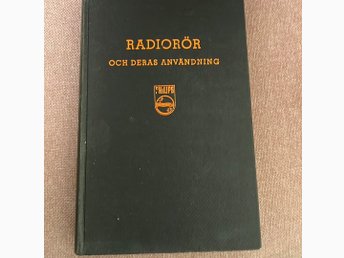 RADIORÖR
OCH DERAS ANVÄNDNING
PHILIPS